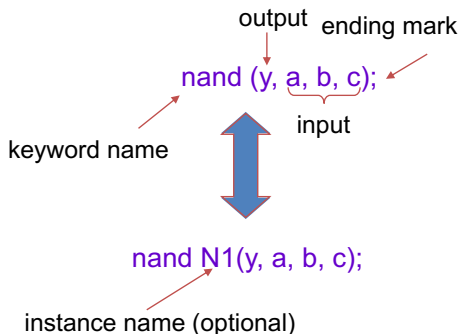 output
ending mark
nand (y, a, b, c);
input
keyword name
nand N1(y, a, b, c);
instance name (optional)